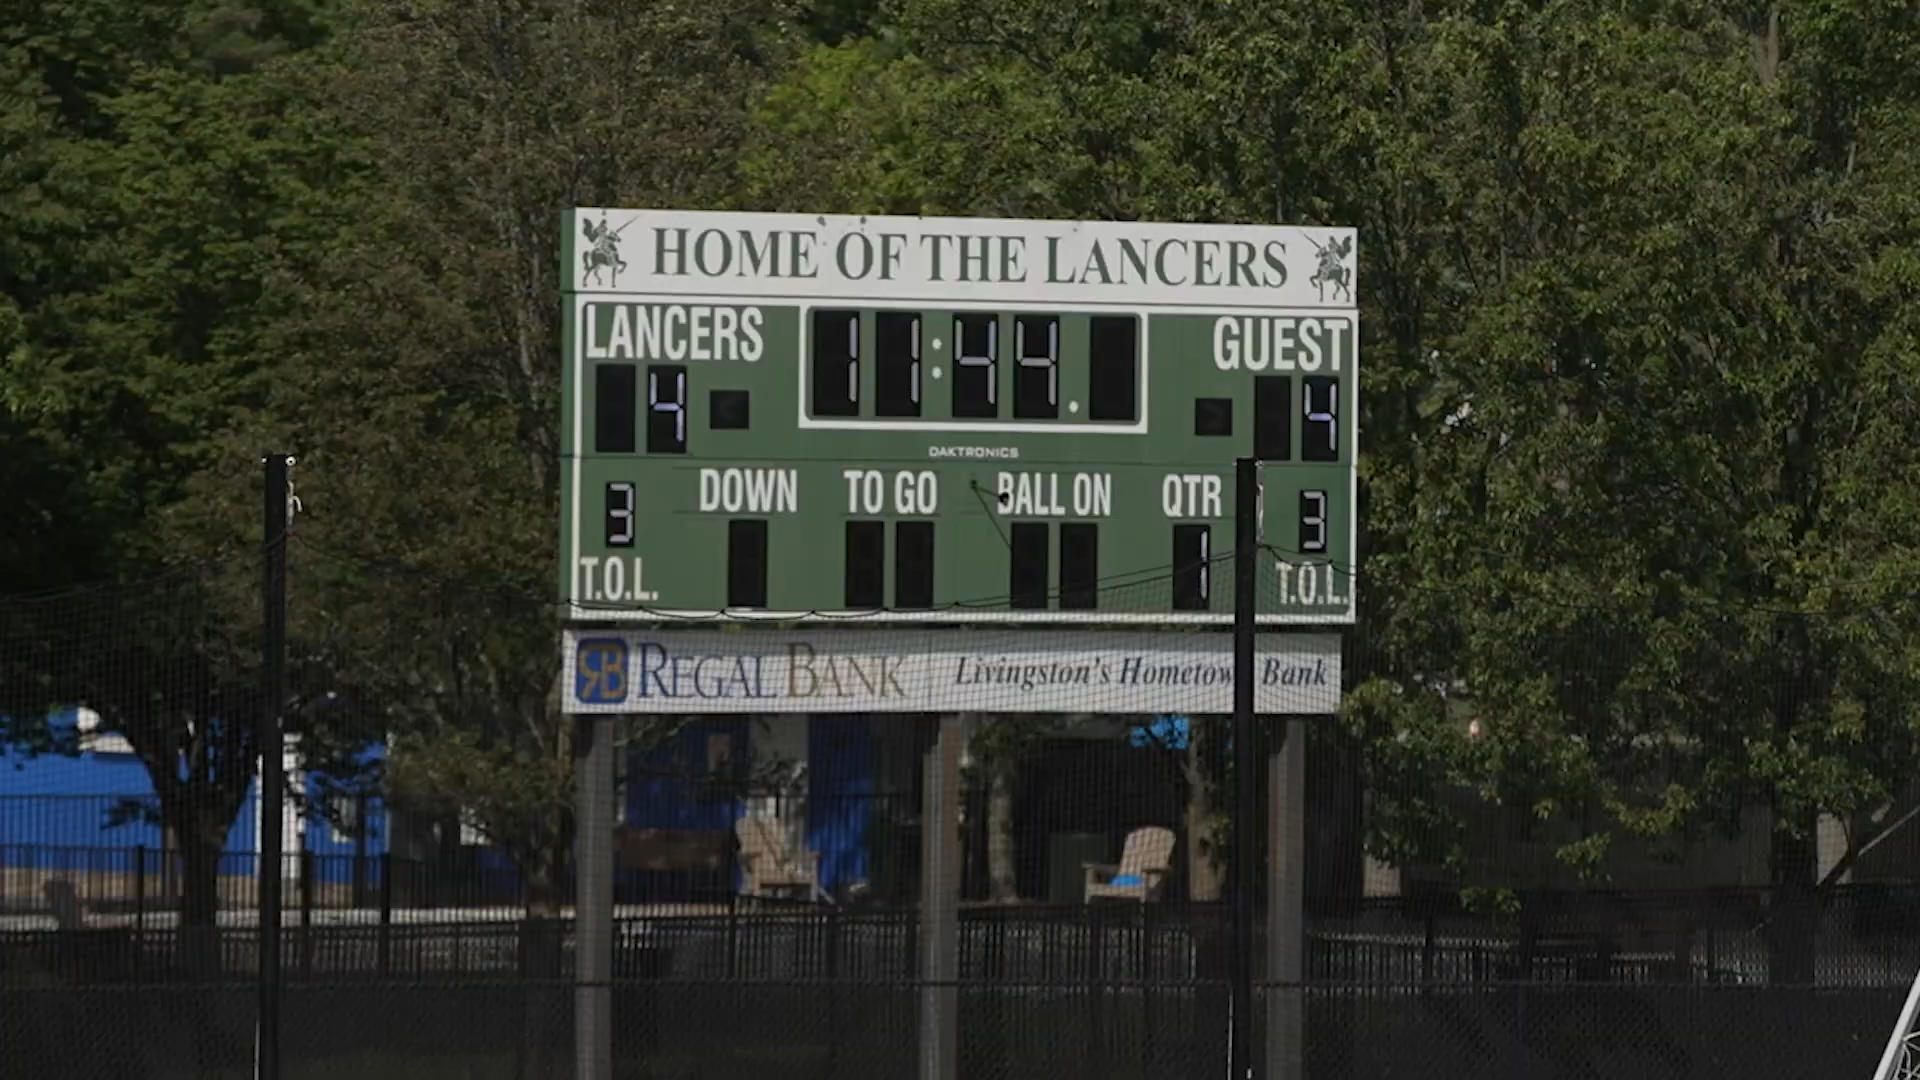 HOME OF THE LANCERS
LANCERS 11:44. GUEST
4 4
DAKTRONICS
DOWN TO GO BALL ON QTR
3 1 3
T.O.L. T.O.L.
RB REGAL BANK Livingston's Hometown Bank